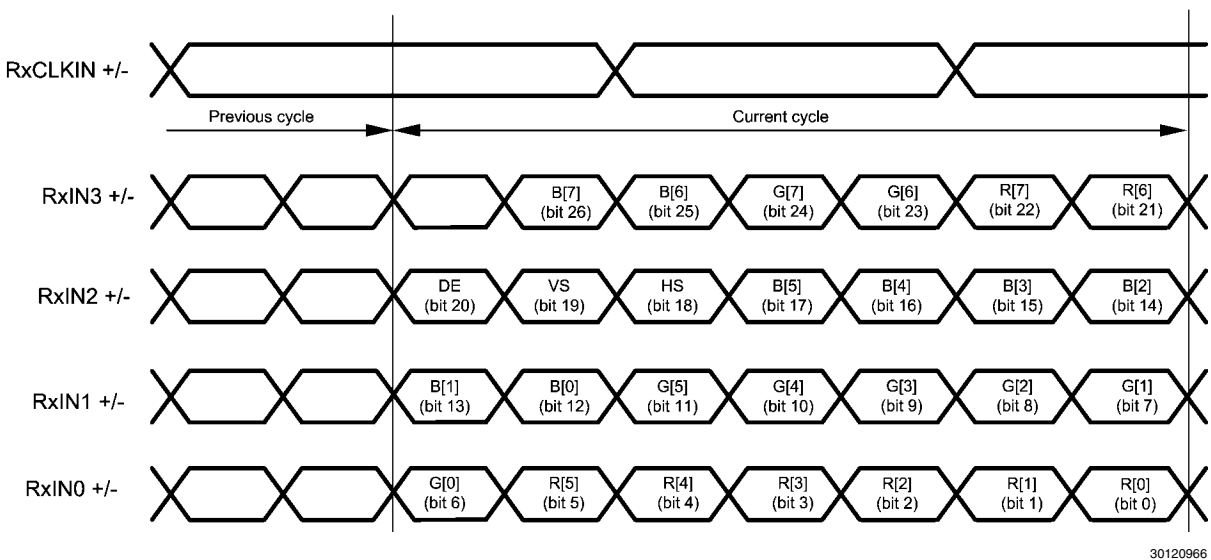 RxCLKIN +/-
Previous cycle
Current cycle
RxIN3 +/-
B[7]
(bit 26)
B[6]
(bit 25)
G[7]
(bit 24)
G[6]
(bit 23)
R[7]
(bit 22)
R[6]
(bit 21)
RxIN2 +/-
DE
(bit 20)
VS
(bit 19)
HS
(bit 18)
B[5]
(bit 17)
B[4]
(bit 16)
B[3]
(bit 15)
B[2]
(bit 14)
RxIN1 +/-
B[1]
(bit 13)
B[0]
(bit 12)
G[5]
(bit 11)
G[4]
(bit 10)
G[3]
(bit 9)
G[2]
(bit 8)
G[1]
(bit 7)
RxIN0 +/-
G[0]
(bit 6)
R[5]
(bit 5)
R[4]
(bit 4)
R[3]
(bit 3)
R[2]
(bit 2)
R[1]
(bit 1)
R[0]
(bit 0)
30120966